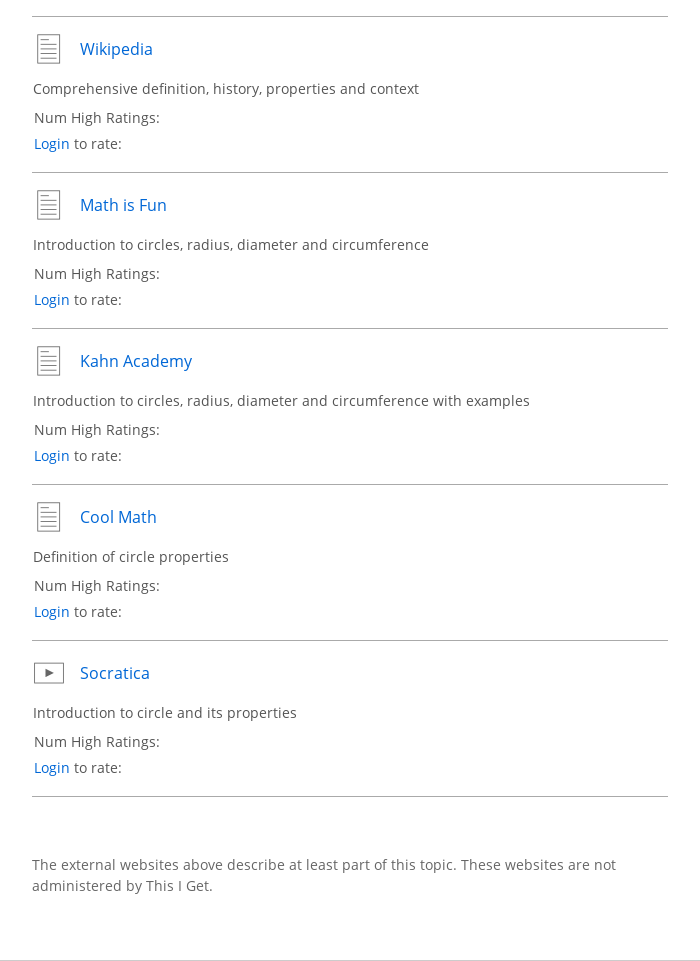 Wikipedia
Comprehensive definition, history, properties and context
Num High Ratings:
Login to rate:
Math is Fun
Introduction to circles, radius, diameter and circumference
Num High Ratings:
Login to rate:
Kahn Academy
Introduction to circles, radius, diameter and circumference with examples
Num High Ratings:
Login to rate:
Cool Math
Definition of circle properties
Num High Ratings:
Login to rate:
Socratica
Introduction to circle and its properties
Num High Ratings:
Login to rate:
The external websites above describe at least part of this topic. These websites are not
administered by This I Get.